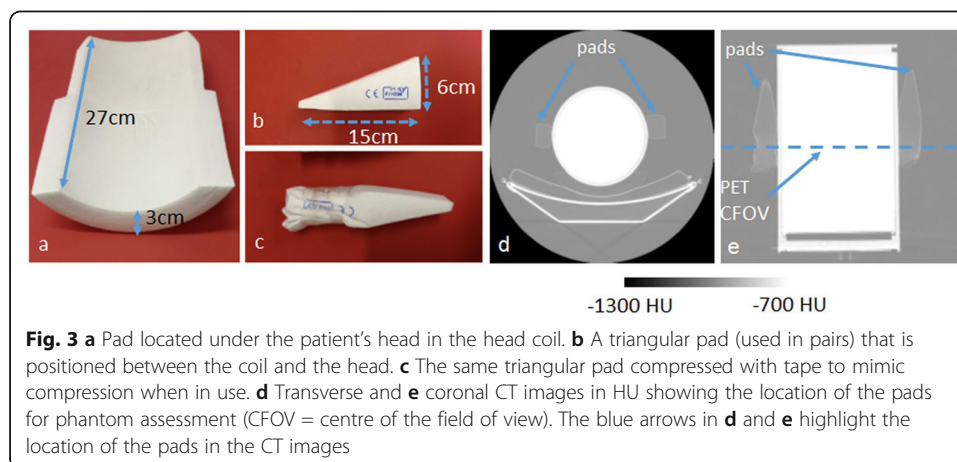 27cm
3cm
a
6cm
15cm
b
c
pads
d
pads
PET
CFOV
e
-1300 HU
-700 HU
Fig. 3 a Pad located under the patient's head in the head coil. b A triangular pad (used in pairs) that is
positioned between the coil and the head. c The same triangular pad compressed with tape to mimic
compression when in use. d Transverse and e coronal CT images in HU showing the location of the pads
for phantom assessment (CFOV = centre of the field of view). The blue arrows in d and e highlight the
location of the pads in the CT images